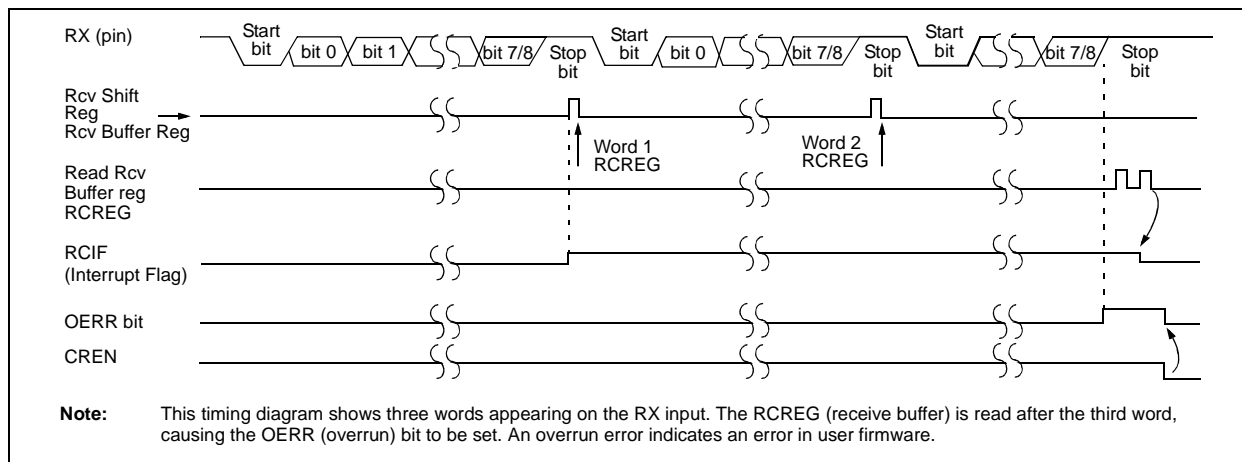 RX (pin)
Start bit
bit 0
bit 1
bit 7/8
Stop bit
Start bit
bit 0
bit 7/8
Stop bit
Start bit
bit 7/8
Stop bit
Rcv Shift
Reg
Rcv Buffer Reg
Word 1
RCREG
Word 2
RCREG
Read Rcv
Buffer reg
RCREG
RCIF
(Interrupt Flag)
OERR bit
CREN
Note: This timing diagram shows three words appearing on the RX input. The RCREG (receive buffer) is read after the third word,
causing the OERR (overrun) bit to be set. An overrun error indicates an error in user firmware.